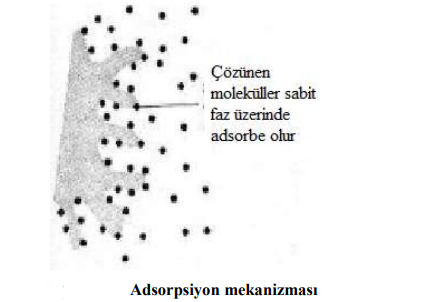 Çözünen
moleküller sabit
faz üzerinde
adsorbe olur
Adsorpsiyon mekanizması